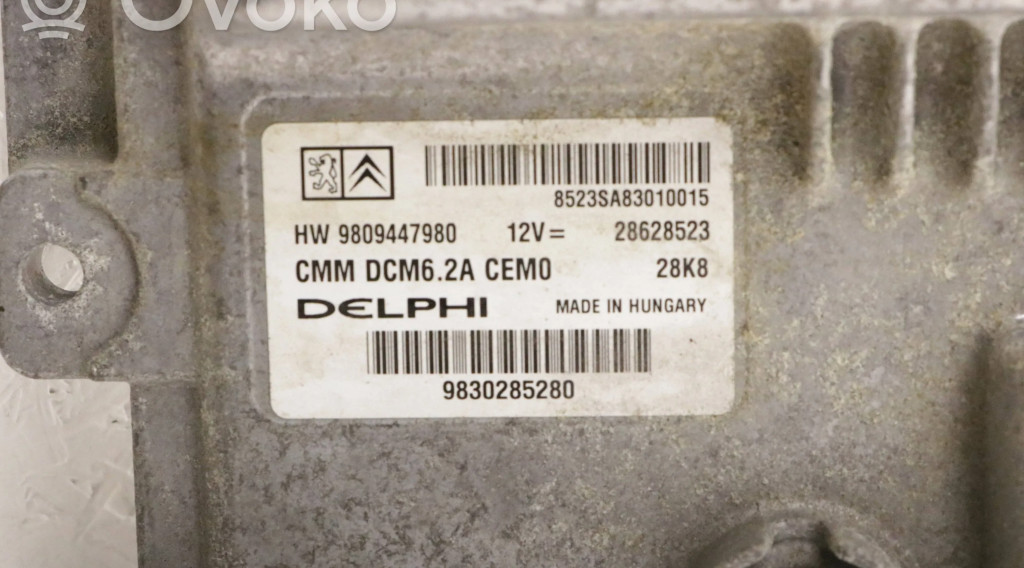 Ovoko
8523SA83010015
HW 9809447980 12V= 28628523
CMM DCM6.2A CEM0 28K8
DELPHI MADE IN HUNGARY
9830285280